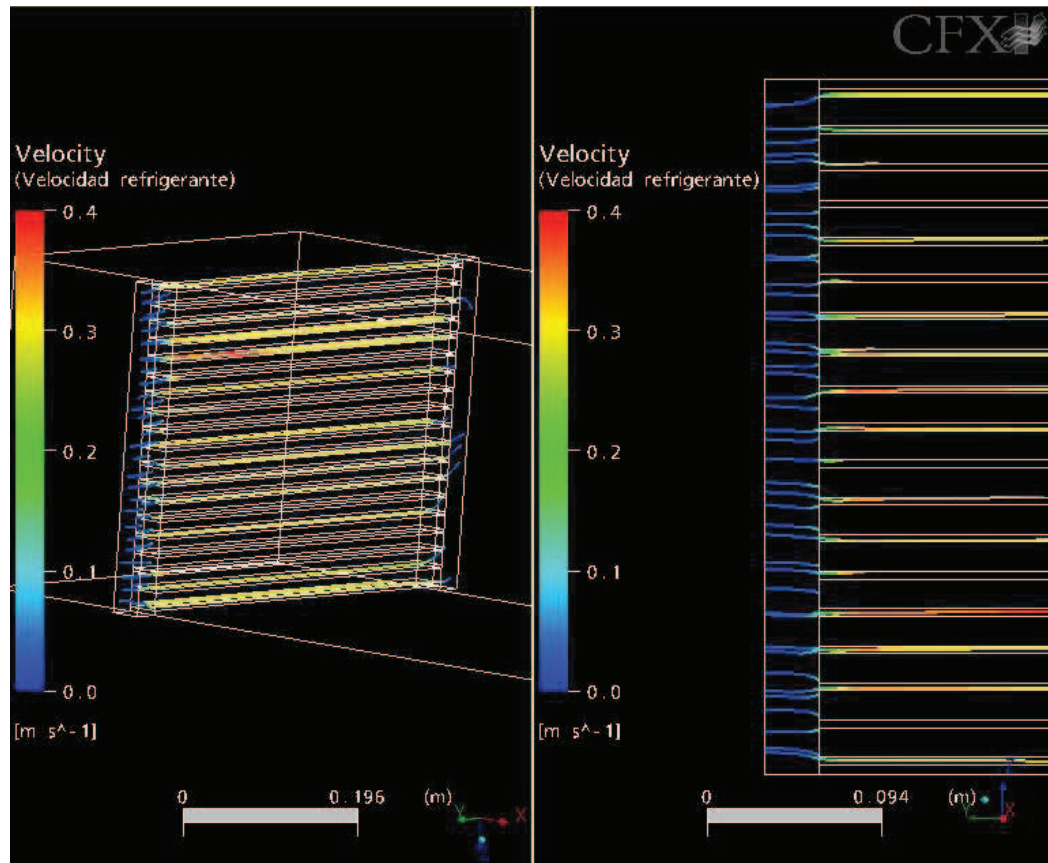 CFX
Velocity
(Velocidad refrigerante)
0.4
0.3
0.2
0.1
0.0
[m s^-1]
0
0.196
(m)
Y
X
Velocity
(Velocidad refrigerante)
0.4
0.3
0.2
0.1
0.0
[m s^-1]
0
0.094
(m)
Y
X